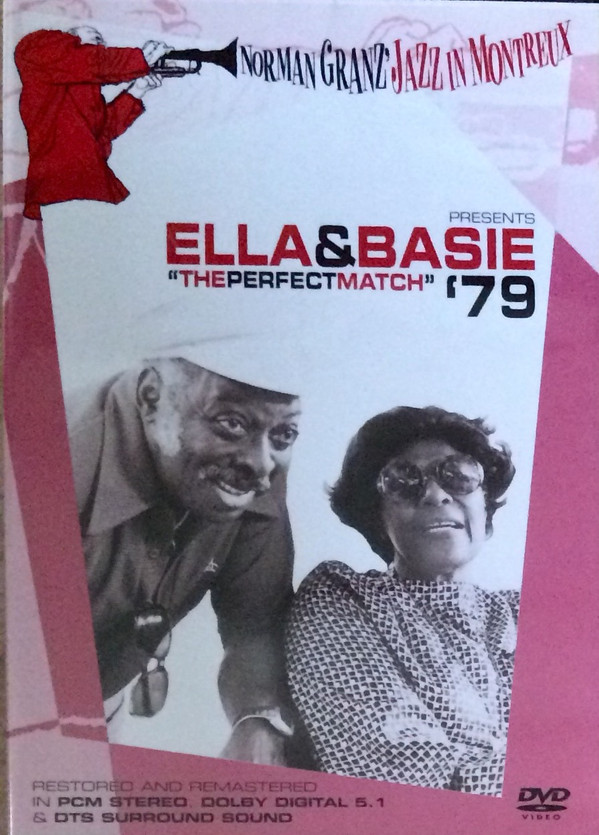 NORMAN GRANZ' JAZZ IN MONTREUX
PRESENTS
ELLA&BASIE
"THEPERFECTMATCH" '79
RESTORED AND REMASTERED
IN PCM STEREO, DOLBY DIGITAL 5.1
& DTS SURROUND SOUND
DVD
VIDEO